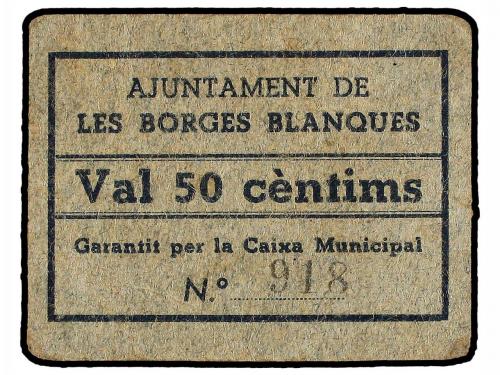 AJUNTAMENT DE
LES BORGES BLANQUES
Val 50 cèntims
Garantit per la Caixa Municipal
N.º 918